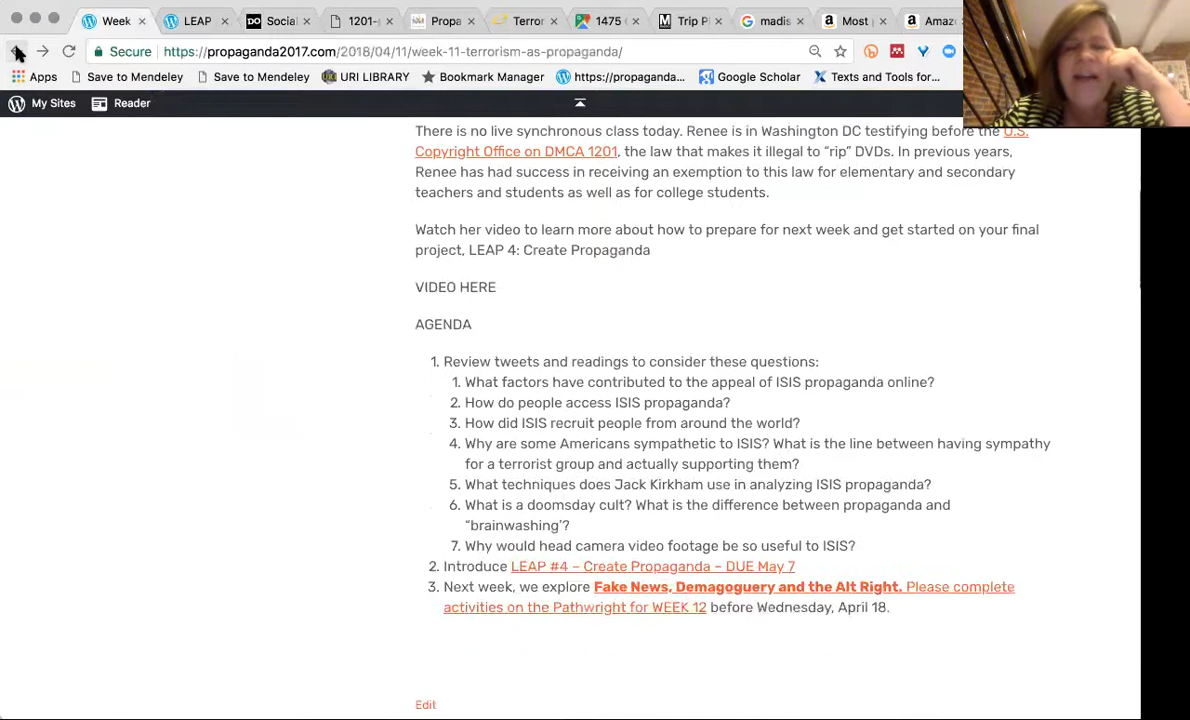 Week
LEAP
Social
1201-
Propa
Terror
1475
Trip P
madis
Most
Amaz
Secure
https://propaganda2017.com/2018/04/11/week-11-terrorism-as-propaganda/
Apps
Save to Mendeley
Save to Mendeley
URI LIBRARY
Bookmark Manager
https://propaganda...
Google Scholar
Texts and Tools for...
My Sites
Reader
There is no live synchronous class today. Renee is in Washington DC testifying before the U.S.
Copyright Office on DMCA 1201, the law that makes it illegal to “rip” DVDs. In previous years,
Renee has had success in receiving an exemption to this law for elementary and secondary
teachers and students as well as for college students.
Watch her video to learn more about how to prepare for next week and get started on your final
project, LEAP 4: Create Propaganda
VIDEO HERE
AGENDA
1. Review tweets and readings to consider these questions:
1. What factors have contributed to the appeal of ISIS propaganda online?
2. How do people access ISIS propaganda?
3. How did ISIS recruit people from around the world?
4. Why are some Americans sympathetic to ISIS? What is the line between having sympathy
for a terrorist group and actually supporting them?
5. What techniques does Jack Kirkham use in analyzing ISIS propaganda?
6. What is a doomsday cult? What is the difference between propaganda and
“brainwashing’?
7. Why would head camera video footage be so useful to ISIS?
2. Introduce LEAP #4 – Create Propaganda – DUE May 7
3. Next week, we explore Fake News, Demagoguery and the Alt Right. Please complete
activities on the Pathwright for WEEK 12 before Wednesday, April 18.
Edit